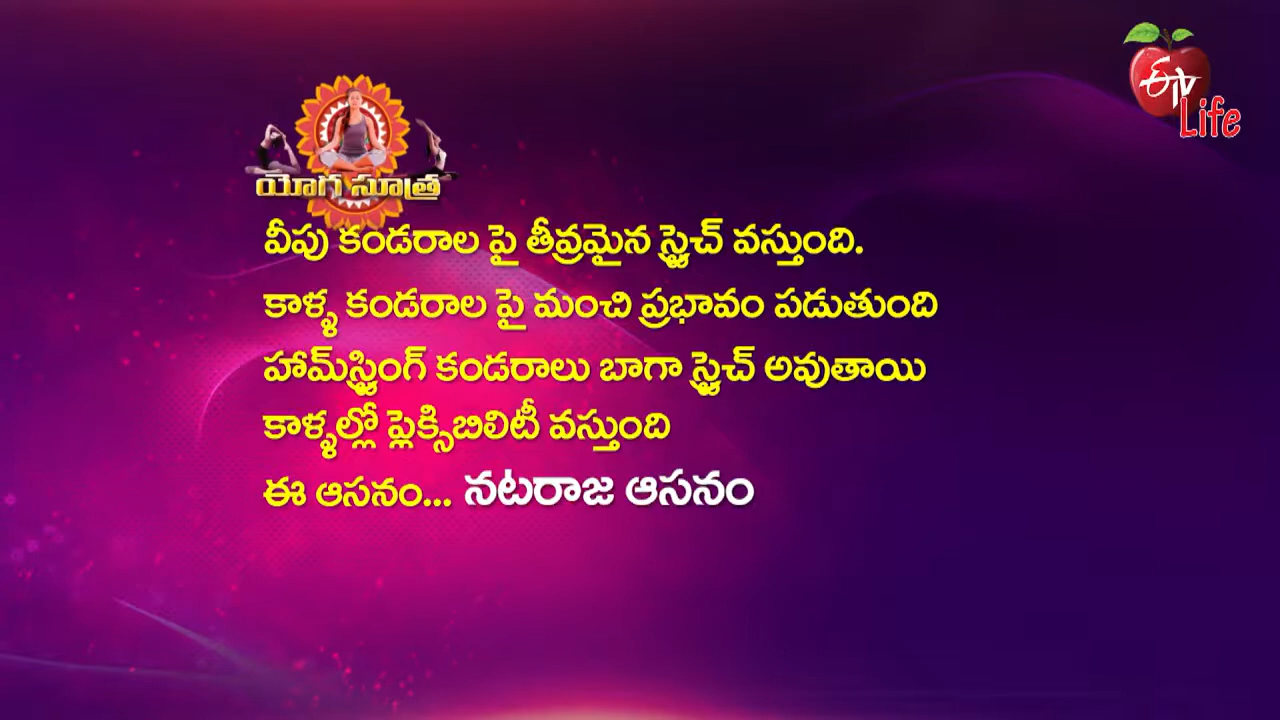 ETV Life
యోగ సూత్ర
వీపు కండరాల పై తీవ్రమైన స్ట్రెచ్ వస్తుంది.
కాళ్ళ కండరాల పై మంచి ప్రభావం పడుతుంది
హామ్‌స్ట్రింగ్ కండరాలు బాగా స్ట్రెచ్ అవుతాయి
కాళ్ళల్లో ఫ్లెక్సిబిలిటీ వస్తుంది
ఈ ఆసనం... నటరాజ ఆసనం